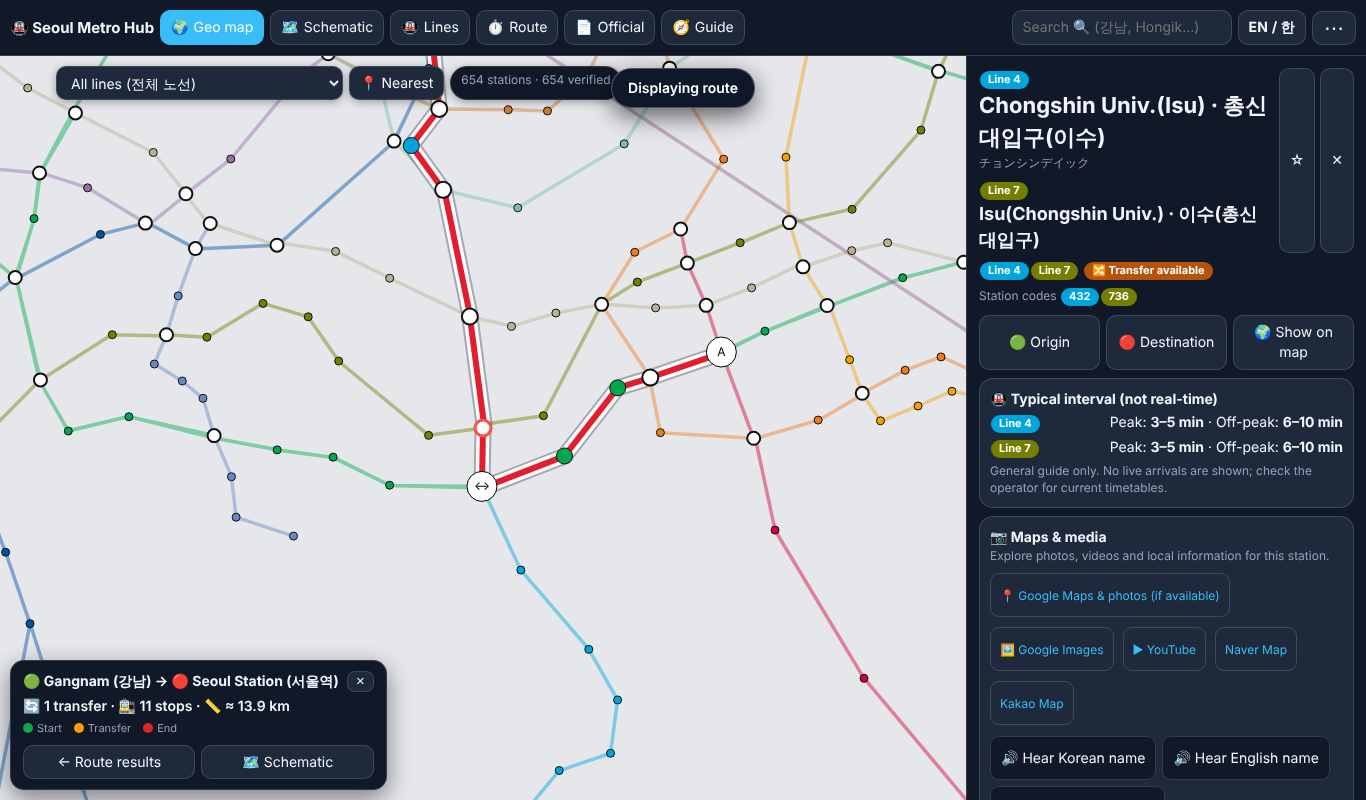 🚇 Seoul Metro Hub
🌍 Geo map
🗺️ Schematic
🚇 Lines
⏱️ Route
📄 Official
🧭 Guide
Search 🔍 (강남, Hongik...)
EN / 한
⋯
All lines (전체 노선)
📍 Nearest
654 stations · 654 verified
Displaying route
A
↔
🟢 Gangnam (강남) → 🔴 Seoul Station (서울역)
✕
🔄 1 transfer · 🚉 11 stops · 📏 ≈ 13.9 km
Start
Transfer
End
← Route results
🗺️ Schematic
Line 4
Chongshin Univ.(Isu) · 총신
대입구(이수)
チョンシンデイック
Line 7
Isu(Chongshin Univ.) · 이수(총신
대입구)
☆
✕
Line 4
Line 7
🔀 Transfer available
Station codes 432 736
🟢 Origin
🔴 Destination
🌍 Show on
map
🚇 Typical interval (not real-time)
Line 4 Peak: 3–5 min · Off-peak: 6–10 min
Line 7 Peak: 3–5 min · Off-peak: 6–10 min
General guide only. No live arrivals are shown; check the
operator for current timetables.
📷 Maps & media
Explore photos, videos and local information for this station.
📍 Google Maps & photos (if available)
🖼️ Google Images
▶ YouTube
Naver Map
Kakao Map
🔊 Hear Korean name
🔊 Hear English name